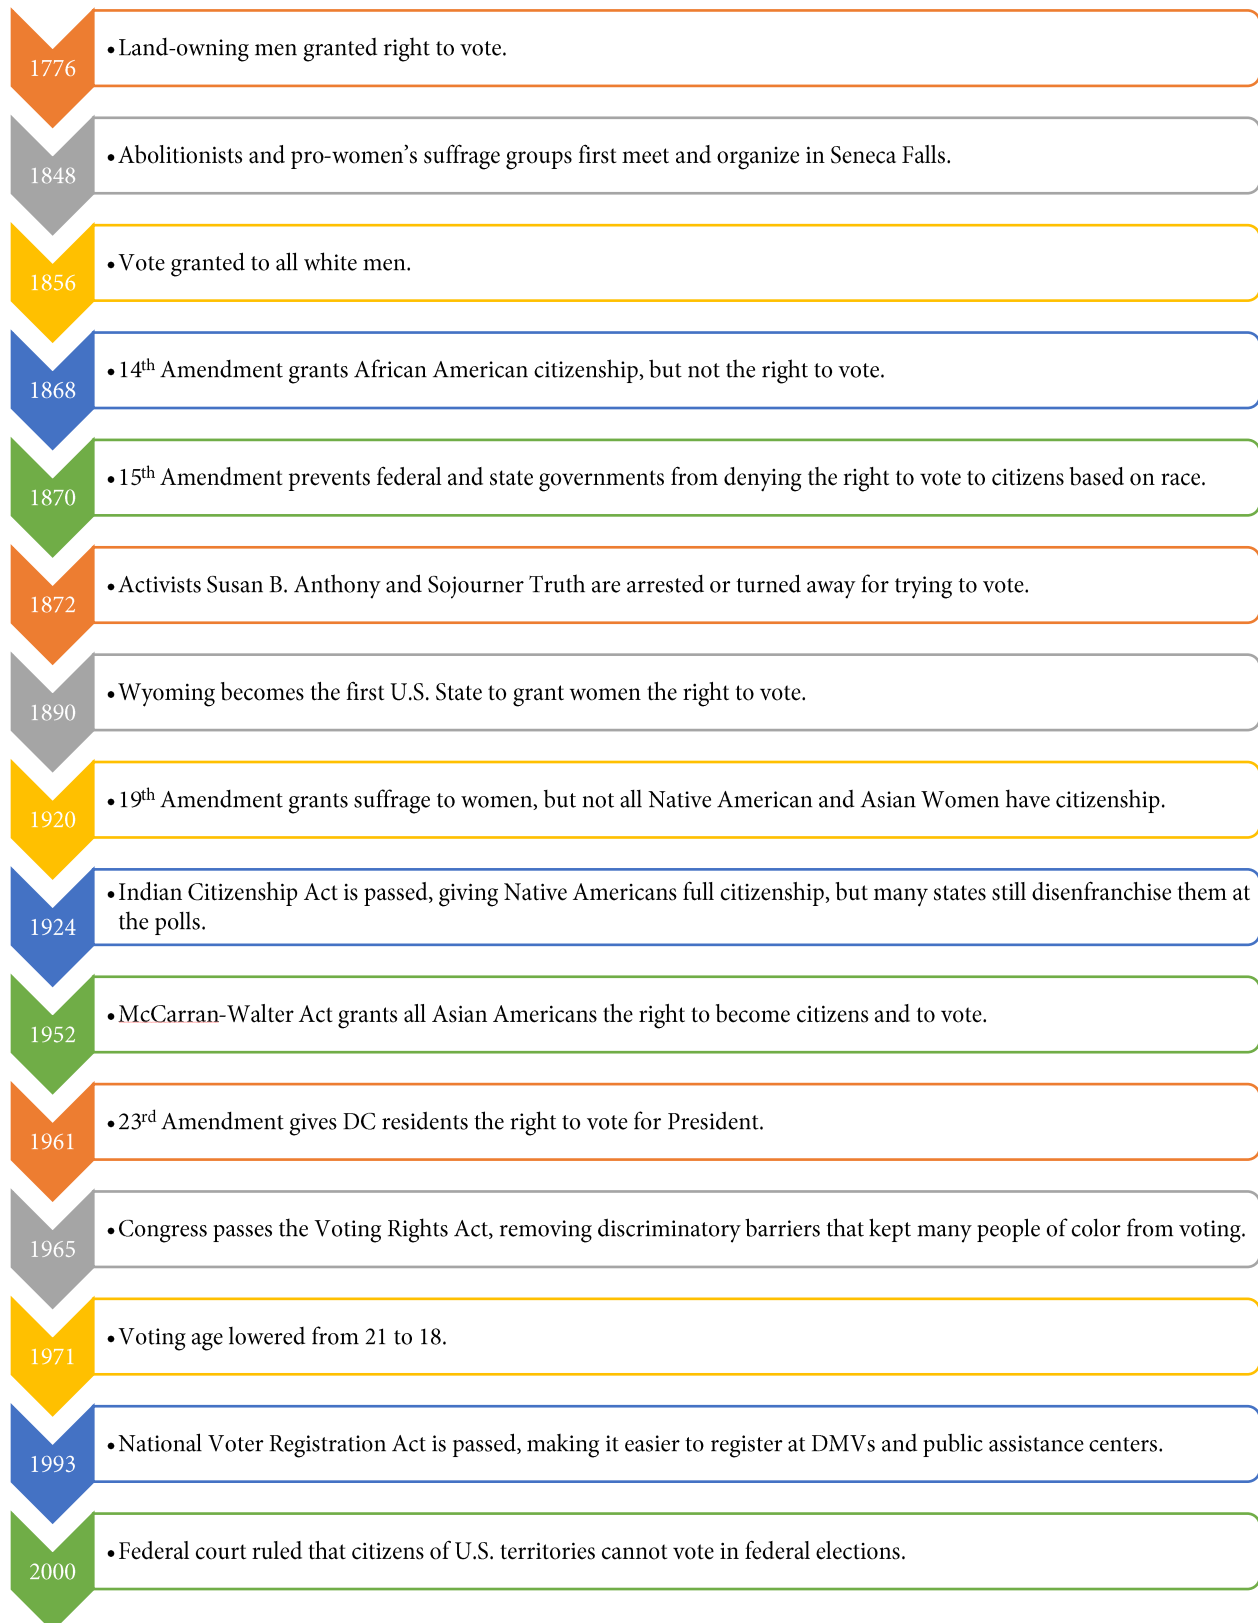 1776
•Land-owning men granted right to vote.
1848
•Abolitionists and pro-women’s suffrage groups first meet and organize in Seneca Falls.
1856
•Vote granted to all white men.
1868
•14th Amendment grants African American citizenship, but not the right to vote.
1870
•15th Amendment prevents federal and state governments from denying the right to vote to citizens based on race.
1872
•Activists Susan B. Anthony and Sojourner Truth are arrested or turned away for trying to vote.
1890
•Wyoming becomes the first U.S. State to grant women the right to vote.
1920
•19th Amendment grants suffrage to women, but not all Native American and Asian Women have citizenship.
1924
•Indian Citizenship Act is passed, giving Native Americans full citizenship, but many states still disenfranchise them at
the polls.
1952
•McCarran-Walter Act grants all Asian Americans the right to become citizens and to vote.
1961
•23rd Amendment gives DC residents the right to vote for President.
1965
•Congress passes the Voting Rights Act, removing discriminatory barriers that kept many people of color from voting.
1971
•Voting age lowered from 21 to 18.
1993
•National Voter Registration Act is passed, making it easier to register at DMVs and public assistance centers.
2000
•Federal court ruled that citizens of U.S. territories cannot vote in federal elections.